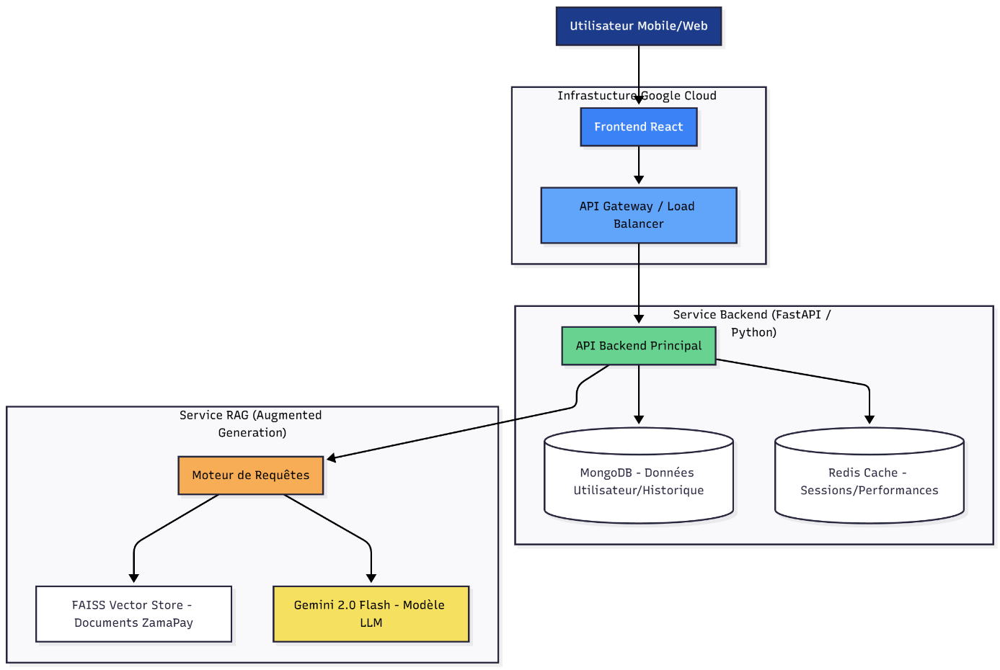 Utilisateur Mobile/Web
Infrastucture Google Cloud
Frontend React
API Gateway / Load
Balancer
Service Backend (FastAPI /
Python)
API Backend Principal
Service RAG (Augmented
Generation)
Moteur de Requêtes
MongoDB - Données
Utilisateur/Historique
Redis Cache -
Sessions/Performances
FAISS Vector Store -
Documents ZamaPay
Gemini 2.0 Flash - Modèle
LLM